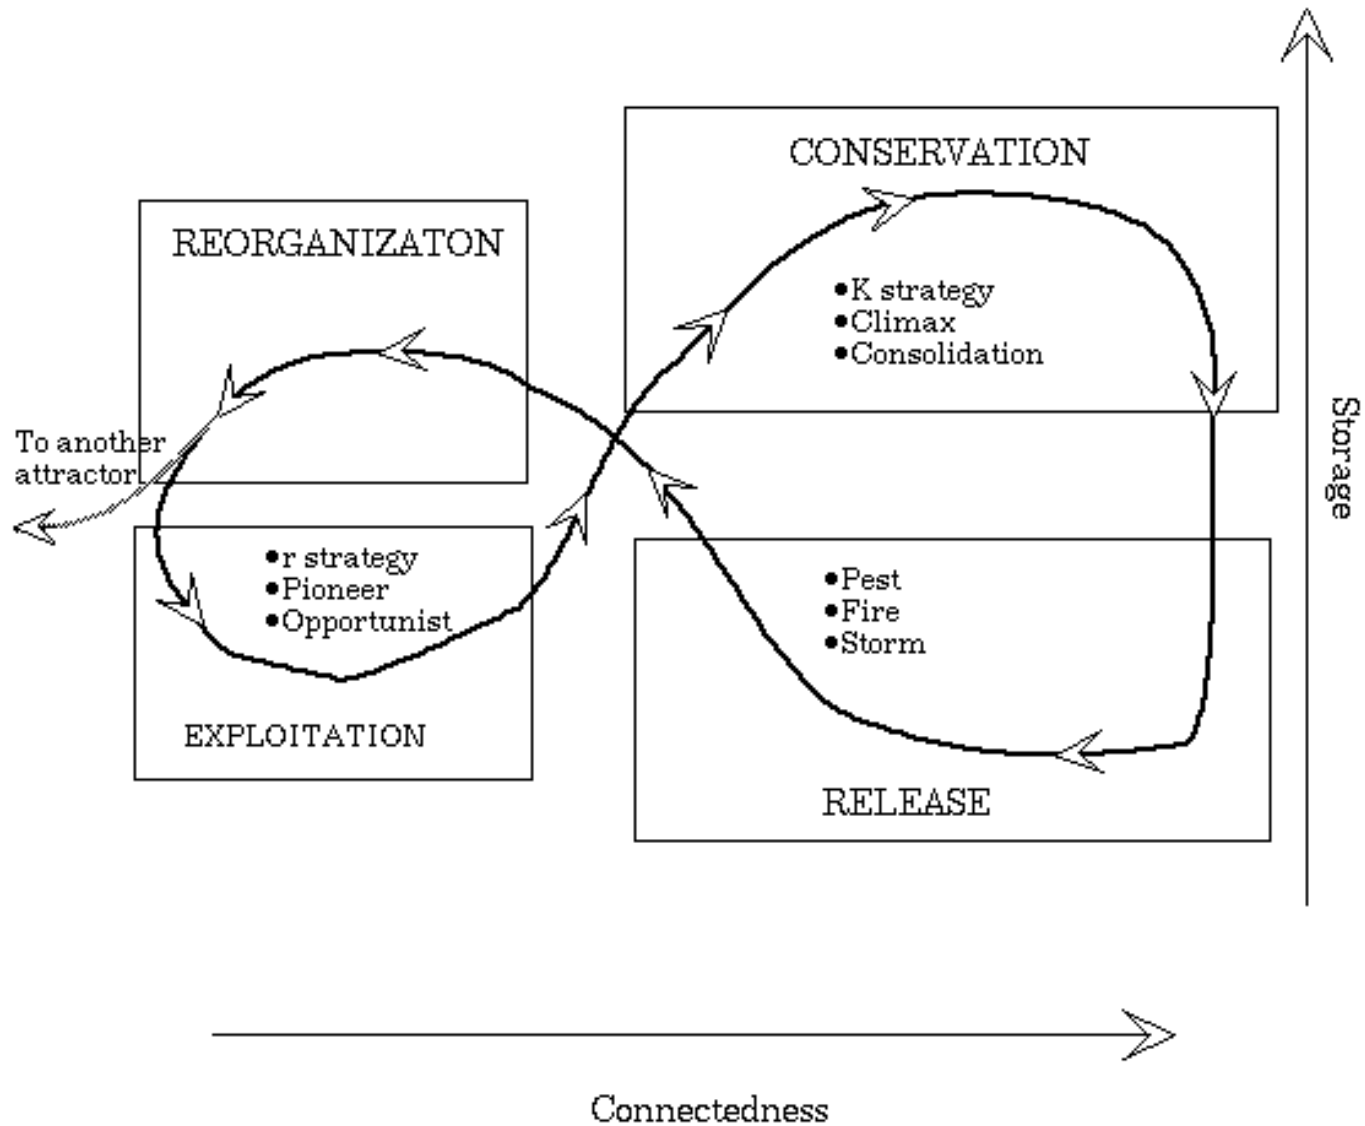 CONSERVATION
REORGANIZATON
●K strategy
●Climax
●Consolidation
To another
attractor
Storage
●r strategy
●Pioneer
●Opportunist
EXPLOITATION
●Pest
●Fire
●Storm
RELEASE
Connectedness